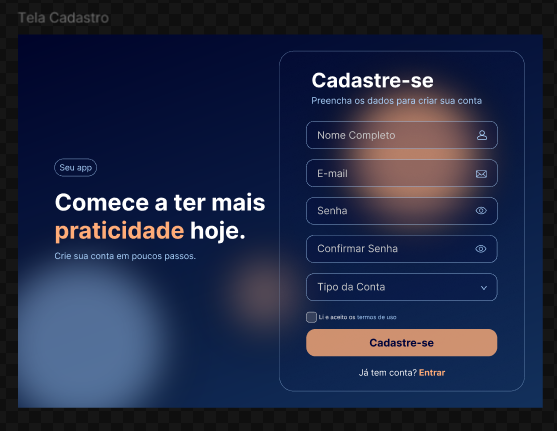 Tela Cadastro
Seu app
Comece a ter mais
praticidade hoje.
Crie sua conta em poucos passos.
Cadastre-se
Preencha os dados para criar sua conta
Nome Completo
E-mail
Senha
Confirmar Senha
Tipo da Conta
Li e aceito os termos de uso
Cadastre-se
Já tem conta? Entrar